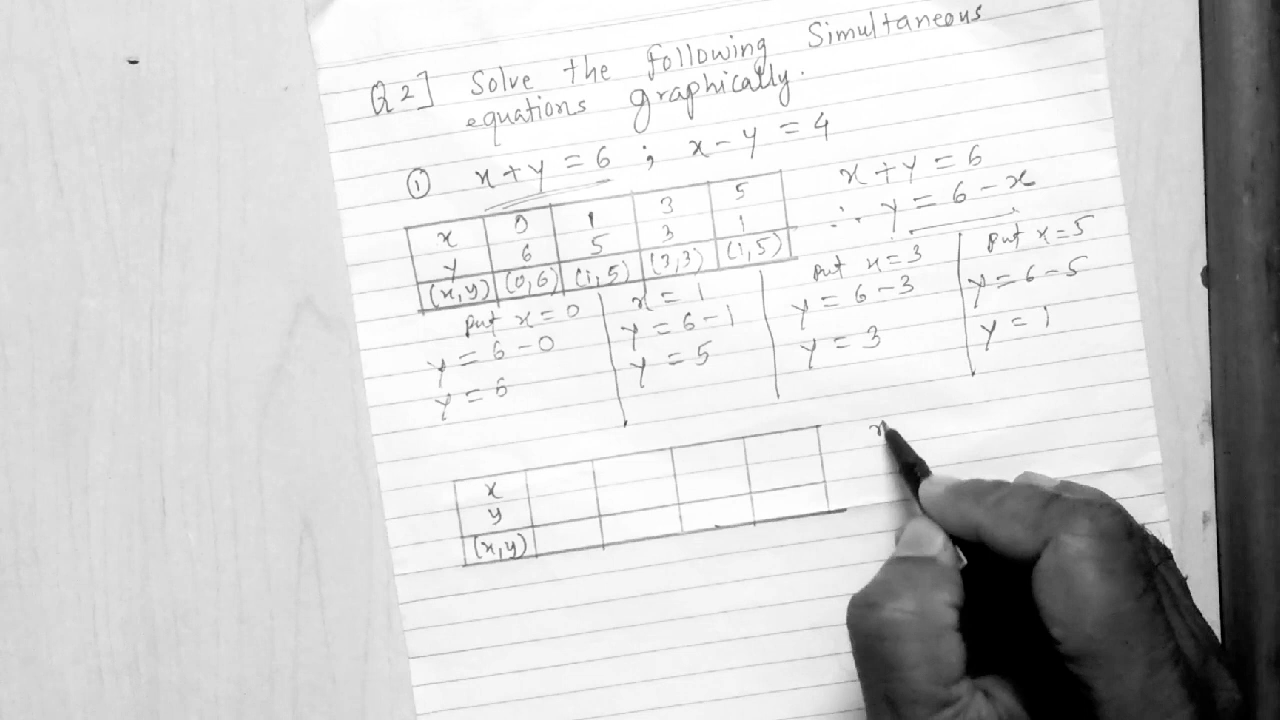 Q2] Solve the following Simultaneous
equations graphically.
① x + y = 6 ; x - y = 4
x 0 1 3 5
y 6 5 3 1
(x,y) (0,6) (1,5) (3,3) (1,5)
x + y = 6
∴ y = 6 - x
put x = 0
y = 6 - 0
y = 6
x = 1
y = 6 - 1
y = 5
put x = 3
y = 6 - 3
y = 3
put x = 5
y = 6 - 5
y = 1
x
y
(x,y)
x